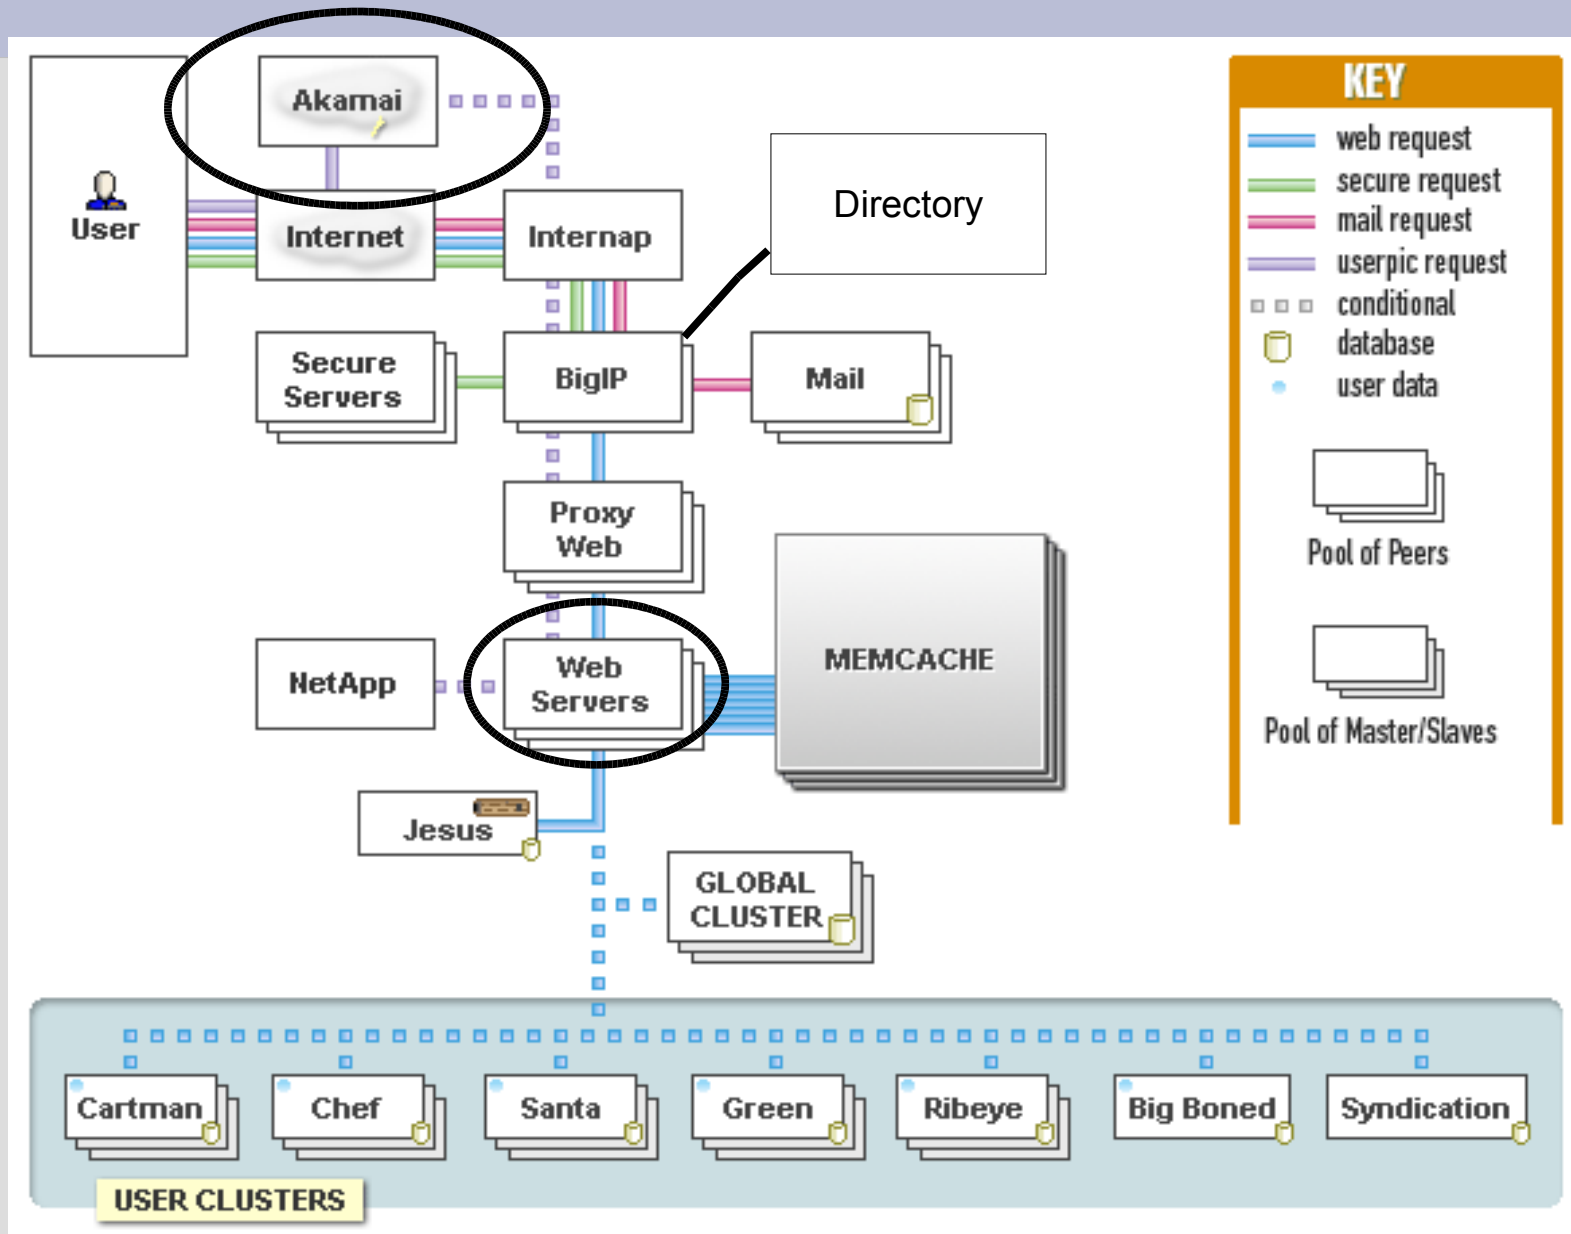 Akamai
User
Internet
Internap
Directory
Secure
Servers
BigIP
Mail
Proxy
Web
NetApp
Web
Servers
MEMCACHE
Jesus
GLOBAL
CLUSTER
Cartman
Chef
Santa
Green
Ribeye
Big Boned
Syndication
USER CLUSTERS
KEY
web request
secure request
mail request
userpic request
conditional
database
user data
Pool of Peers
Pool of Master/Slaves